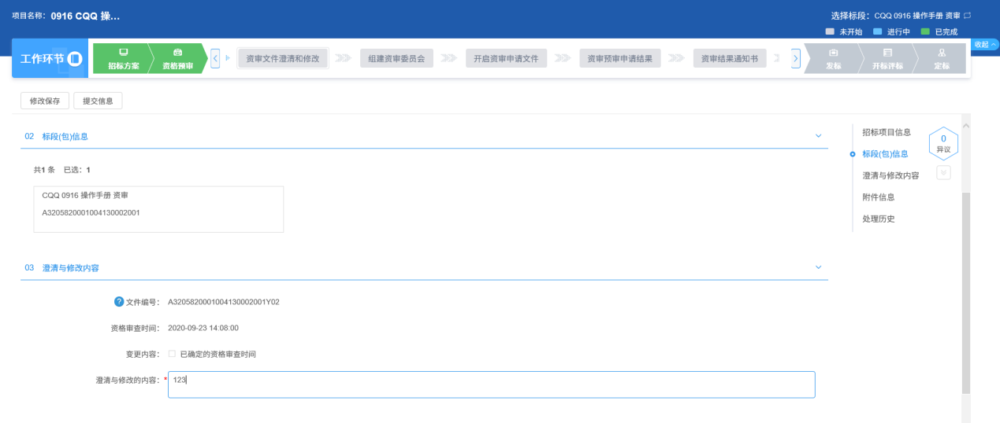 项目名称：0916 CQQ 操...
选择标段：CQQ 0916 操作手册 资审
未开始 进行中 已完成
收起
工作环节
招标方案
资格预审
资审文件澄清和修改
组建资审委员会
开启资审申请文件
资审预审申请结果
资审结果通知书
发标
开标评标
定标
修改保存
提交信息
02 标段(包)信息
共1 条 已选：1
CQQ 0916 操作手册 资审
A3205820001004130002001
03 澄清与修改内容
? 文件编号： A3205820001004130002001Y02
资格审查时间： 2020-09-23 14:08:00
变更内容： 已确定的资格审查时间
澄清与修改的内容：* 123
招标项目信息
标段(包)信息
澄清与修改内容
附件信息
处理历史
0
异议